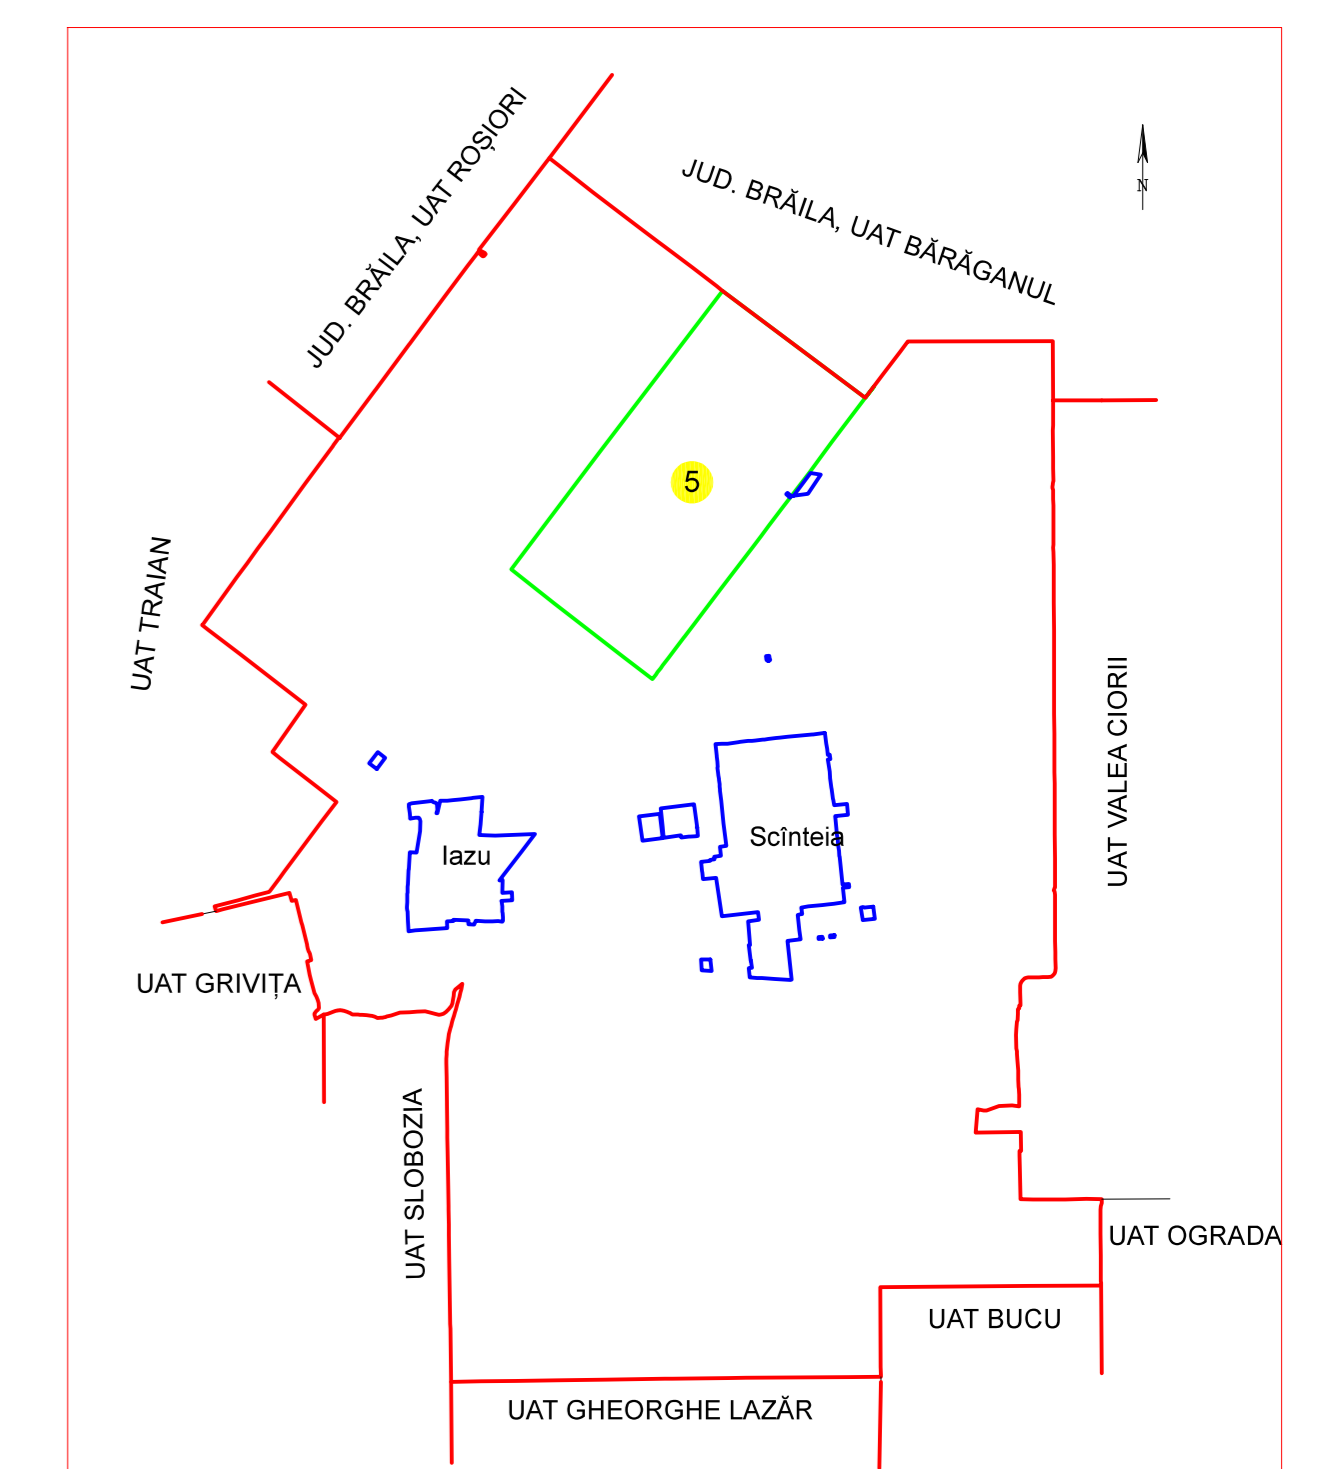 JUD. BRĂILA, UAT ROȘIORI
JUD. BRĂILA, UAT BĂRĂGANUL
N
5
UAT TRAIAN
UAT VALEA CIORII
Scînteia
Iazu
UAT GRIVIȚA
UAT SLOBOZIA
UAT OGRADA
UAT BUCU
UAT GHEORGHE LAZĂR